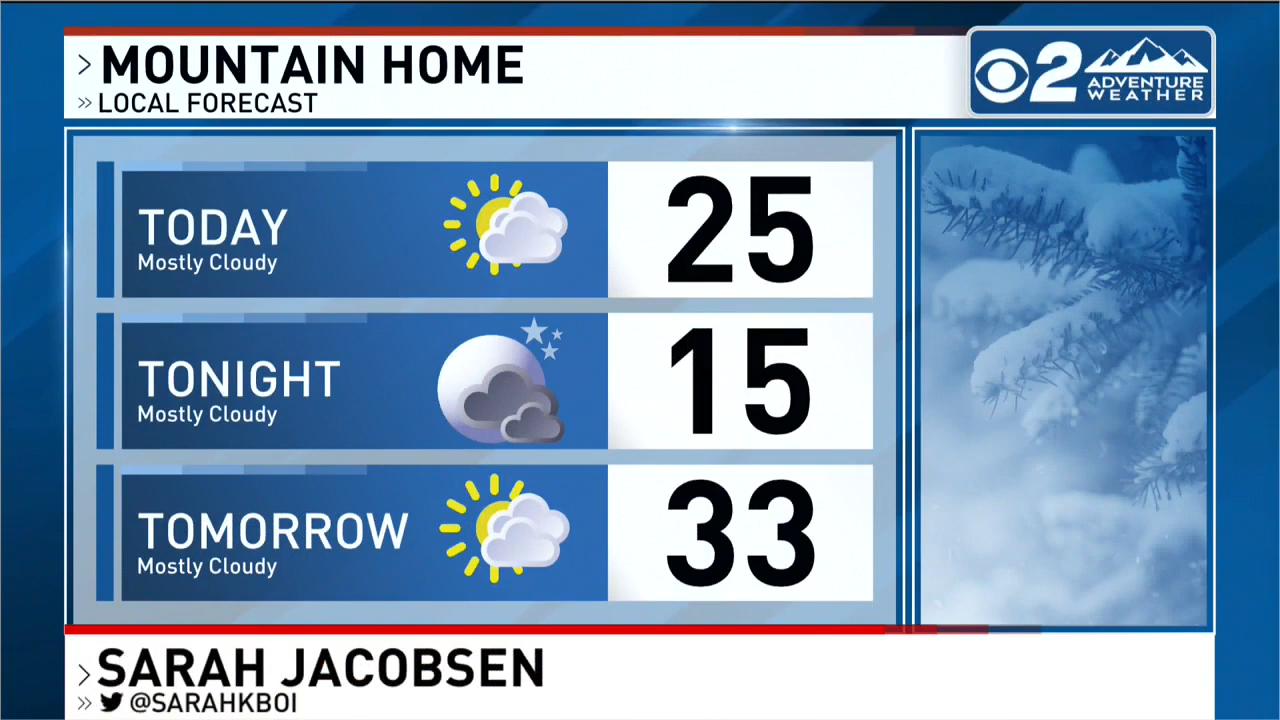 MOUNTAIN HOME
LOCAL FORECAST
2 ADVENTURE
WEATHER
TODAY
Mostly Cloudy
25
TONIGHT
Mostly Cloudy
15
TOMORROW
Mostly Cloudy
33
SARAH JACOBSEN
@SARAHKBOI